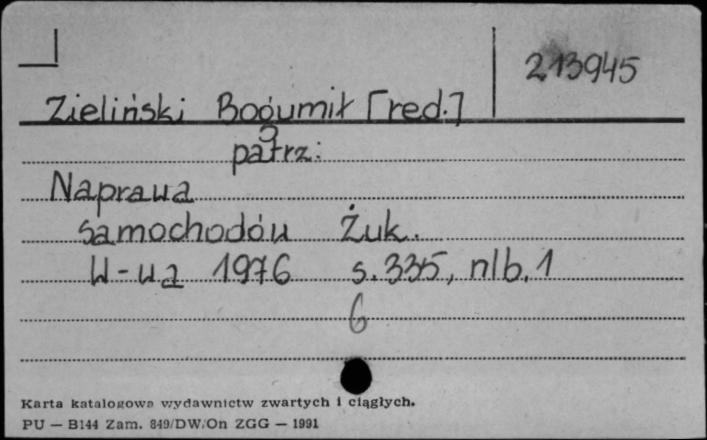 213945
Zieliński Bogumił [red.]
patrz:
Naprawa
samochodów Żuk.
W-wa 1976 s. 335, nlb. 1
6
Karta katalogowa wydawnictw zwartych i ciągłych.
PU — B144 Zam. 849/DW/On ZGG — 1991